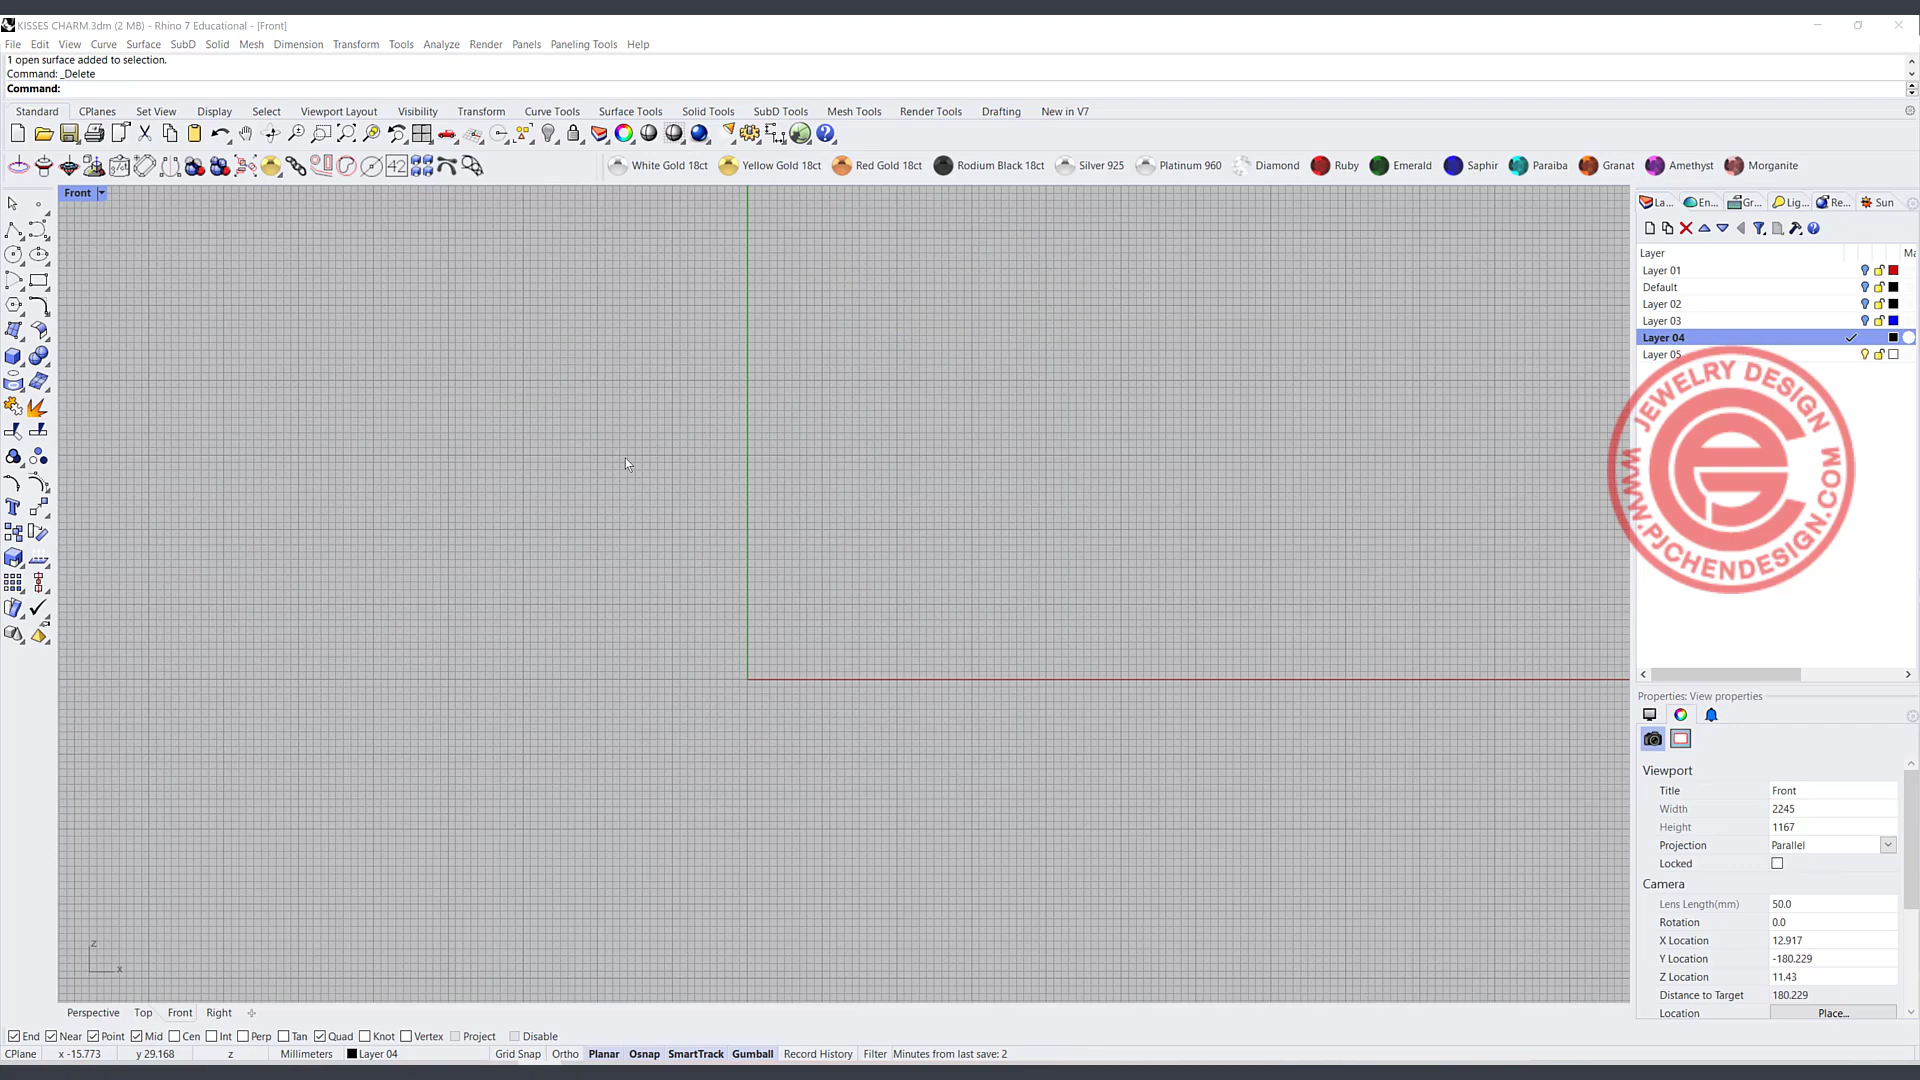 KISSES CHARM.3dm (2 MB) - Rhino 7 Educational - [Front]
File Edit View Curve Surface SubD Solid Mesh Dimension Transform Tools Analyze Render Panels Paneling Tools Help
1 open surface added to selection.
Command: _Delete
Command:
Standard CPlanes Set View Display Select Viewport Layout Visibility Transform Curve Tools Surface Tools Solid Tools SubD Tools Mesh Tools Render Tools Drafting New in V7
White Gold 18ct Yellow Gold 18ct Red Gold 18ct Rodium Black 18ct Silver 925 Platinum 960 Diamond Ruby Emerald Saphir Paraiba Granat Amethyst Morganite
Front
La... En... Gr... Lig... Re... Sun
Layer Ma
Layer 01
Default
Layer 02
Layer 03
Layer 04
Layer 05
JEWELRY DESIGN
WWW.PJCHENDESIGN.COM
Properties: View properties
Viewport
Title Front
Width 2245
Height 1167
Projection Parallel
Locked
Camera
Lens Length(mm) 50.0
Rotation 0.0
X Location 12.917
Y Location -180.229
Z Location 11.43
Distance to Target 180.229
Location Place...
z
x
Perspective Top Front Right
End Near Point Mid Cen Int Perp Tan Quad Knot Vertex Project Disable
CPlane x -15.773 y 29.168 z Millimeters Layer 04 Grid Snap Ortho Planar Osnap SmartTrack Gumball Record History Filter Minutes from last save: 2